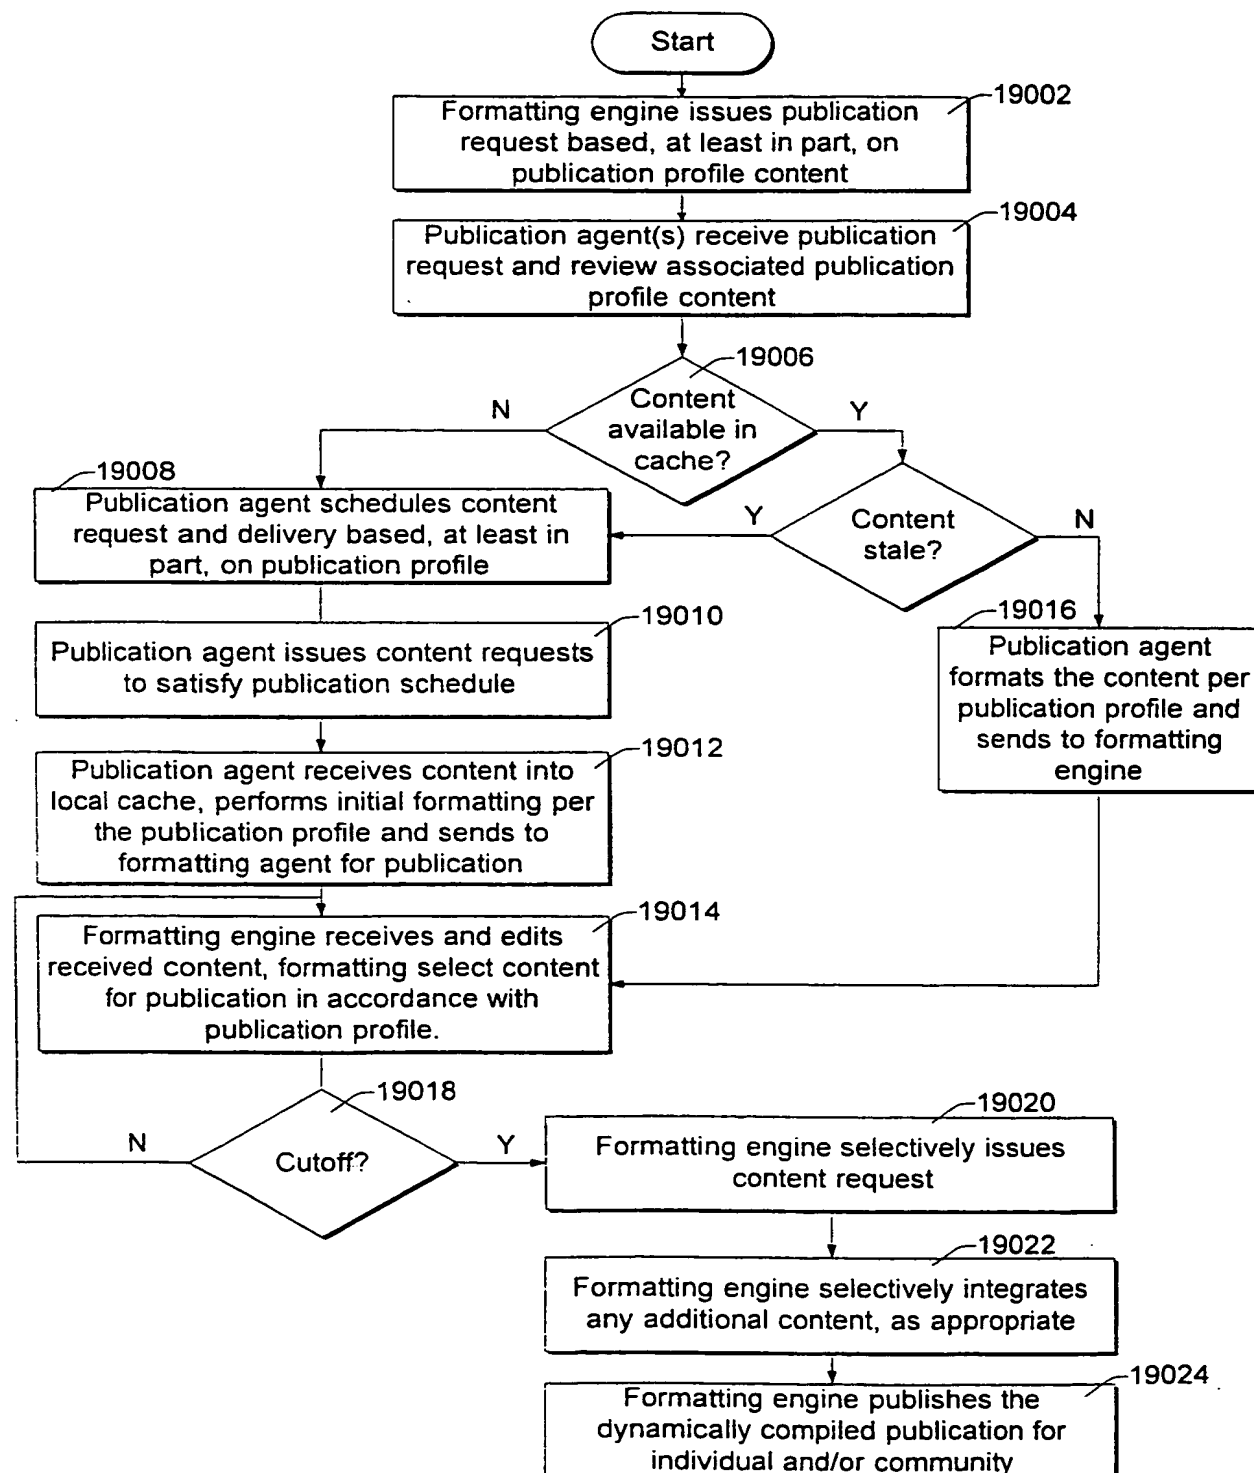 Start
19002
Formatting engine issues publication
request based, at least in part, on
publication profile content
19004
Publication agent(s) receive publication
request and review associated publication
profile content
19006
Content
available in
cache?
N
Y
19008
Publication agent schedules content
request and delivery based, at least in
part, on publication profile
Content
stale?
Y
N
19010
Publication agent issues content requests
to satisfy publication schedule
19016
Publication agent
formats the content per
publication profile and
sends to formatting
engine
19012
Publication agent receives content into
local cache, performs initial formatting per
the publication profile and sends to
formatting agent for publication
19014
Formatting engine receives and edits
received content, formatting select content
for publication in accordance with
publication profile.
19018
Cutoff?
N
Y
19020
Formatting engine selectively issues
content request
19022
Formatting engine selectively integrates
any additional content, as appropriate
19024
Formatting engine publishes the
dynamically compiled publication for
individual and/or community